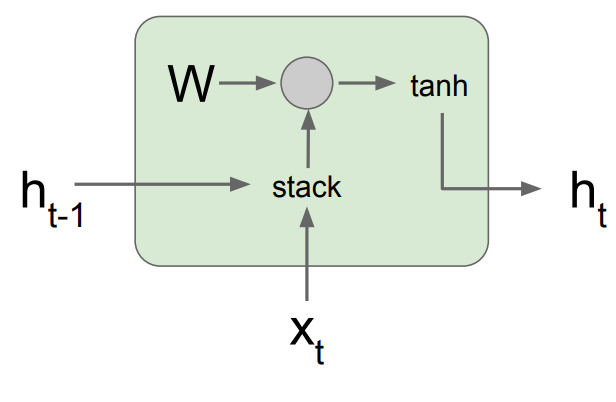 W
tanh
h_{t-1}
stack
h_t
x_t